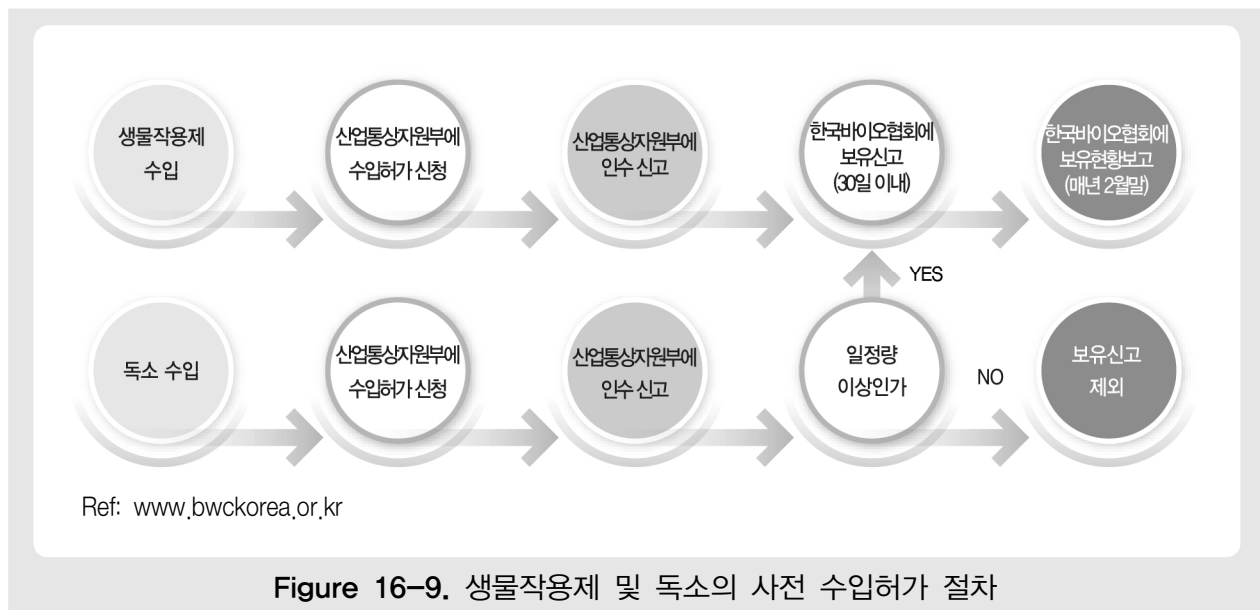 생물작용제
수입
산업통상자원부에
수입허가 신청
산업통상자원부에
인수 신고
한국바이오협회에
보유신고
(30일 이내)
한국바이오협회에
보유현황보고
(매년 2월말)
YES
독소 수입
산업통상자원부에
수입허가 신청
산업통상자원부에
인수 신고
일정량
이상인가
NO
보유신고
제외
Ref: www.bwckorea.or.kr
Figure 16-9. 생물작용제 및 독소의 사전 수입허가 절차